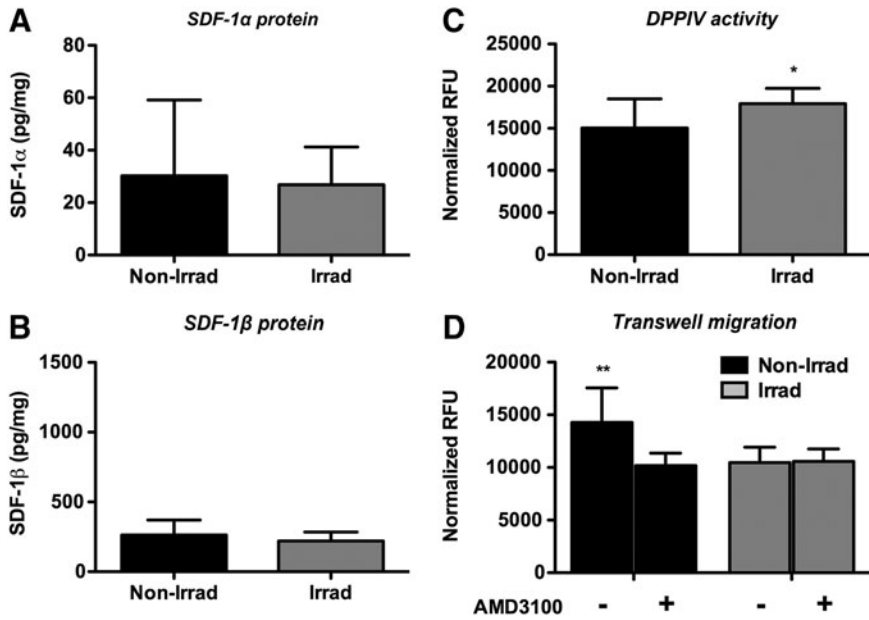 A
SDF-1α protein
SDF-1α (pg/mg)
80
60
40
20
0
Non-Irrad
Irrad
B
SDF-1β protein
SDF-1β (pg/mg)
1500
1000
500
0
Non-Irrad
Irrad
C
DPPIV activity
Normalized RFU
25000
20000
15000
10000
5000
0
*
Non-Irrad
Irrad
D
Transwell migration
Normalized RFU
20000
15000
10000
5000
0
**
Non-Irrad
Irrad
AMD3100 - + - +